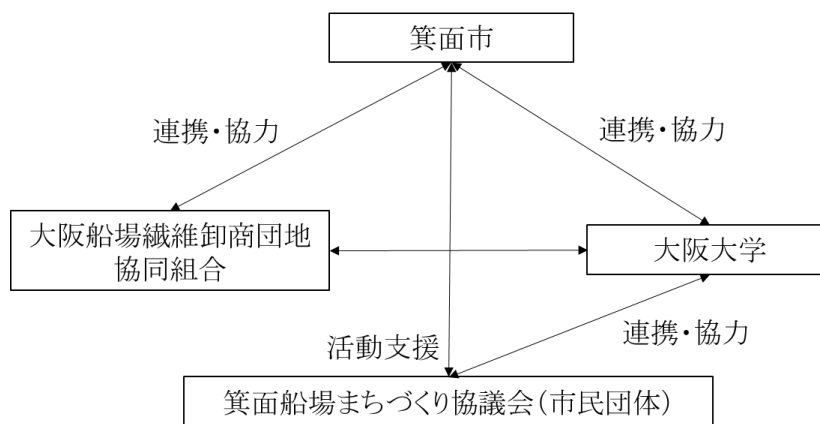 箕面市
連携・協力
連携・協力
大阪船場繊維卸商団地
協同組合
大阪大学
活動支援
連携・協力
箕面船場まちづくり協議会（市民団体）